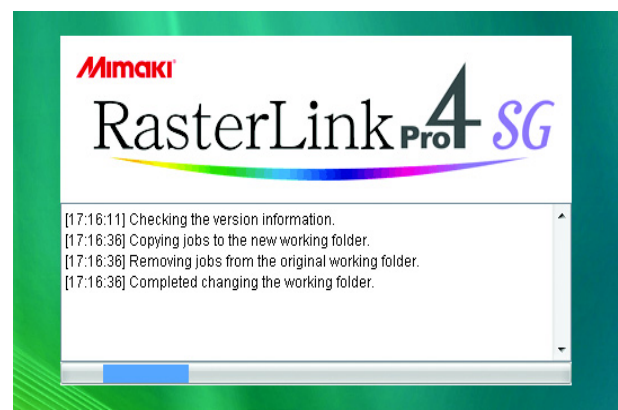 Mimaki
RasterLink Pro4 SG
[17:16:11] Checking the version information.
[17:16:36] Copying jobs to the new working folder.
[17:16:36] Removing jobs from the original working folder.
[17:16:36] Completed changing the working folder.